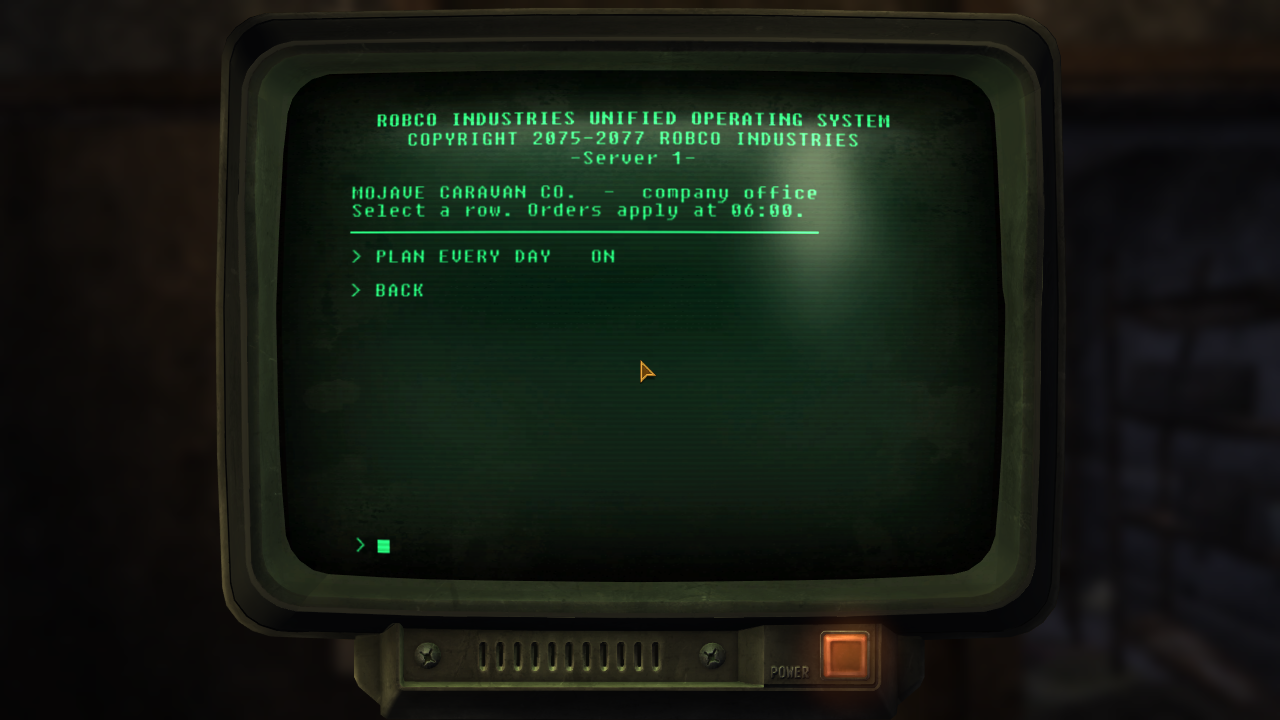 ROBCO INDUSTRIES UNIFIED OPERATING SYSTEM
COPYRIGHT 2075-2077 ROBCO INDUSTRIES
-Server 1-
MOJAVE CARAVAN CO.  -  company office
Select a row. Orders apply at 06:00.
> PLAN EVERY DAY   ON
> BACK
>
POWER